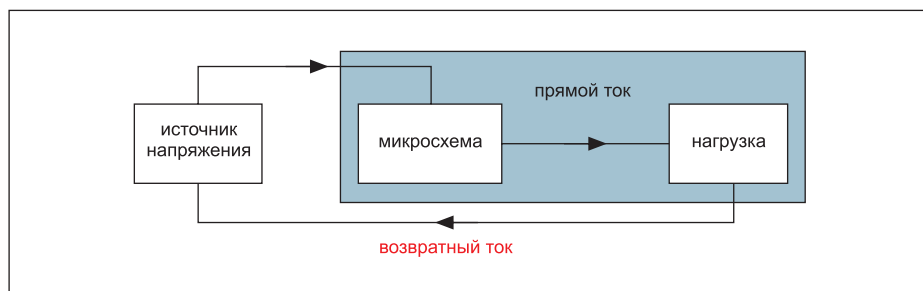 прямой ток
источник
напряжения
микросхема
нагрузка
возвратный ток